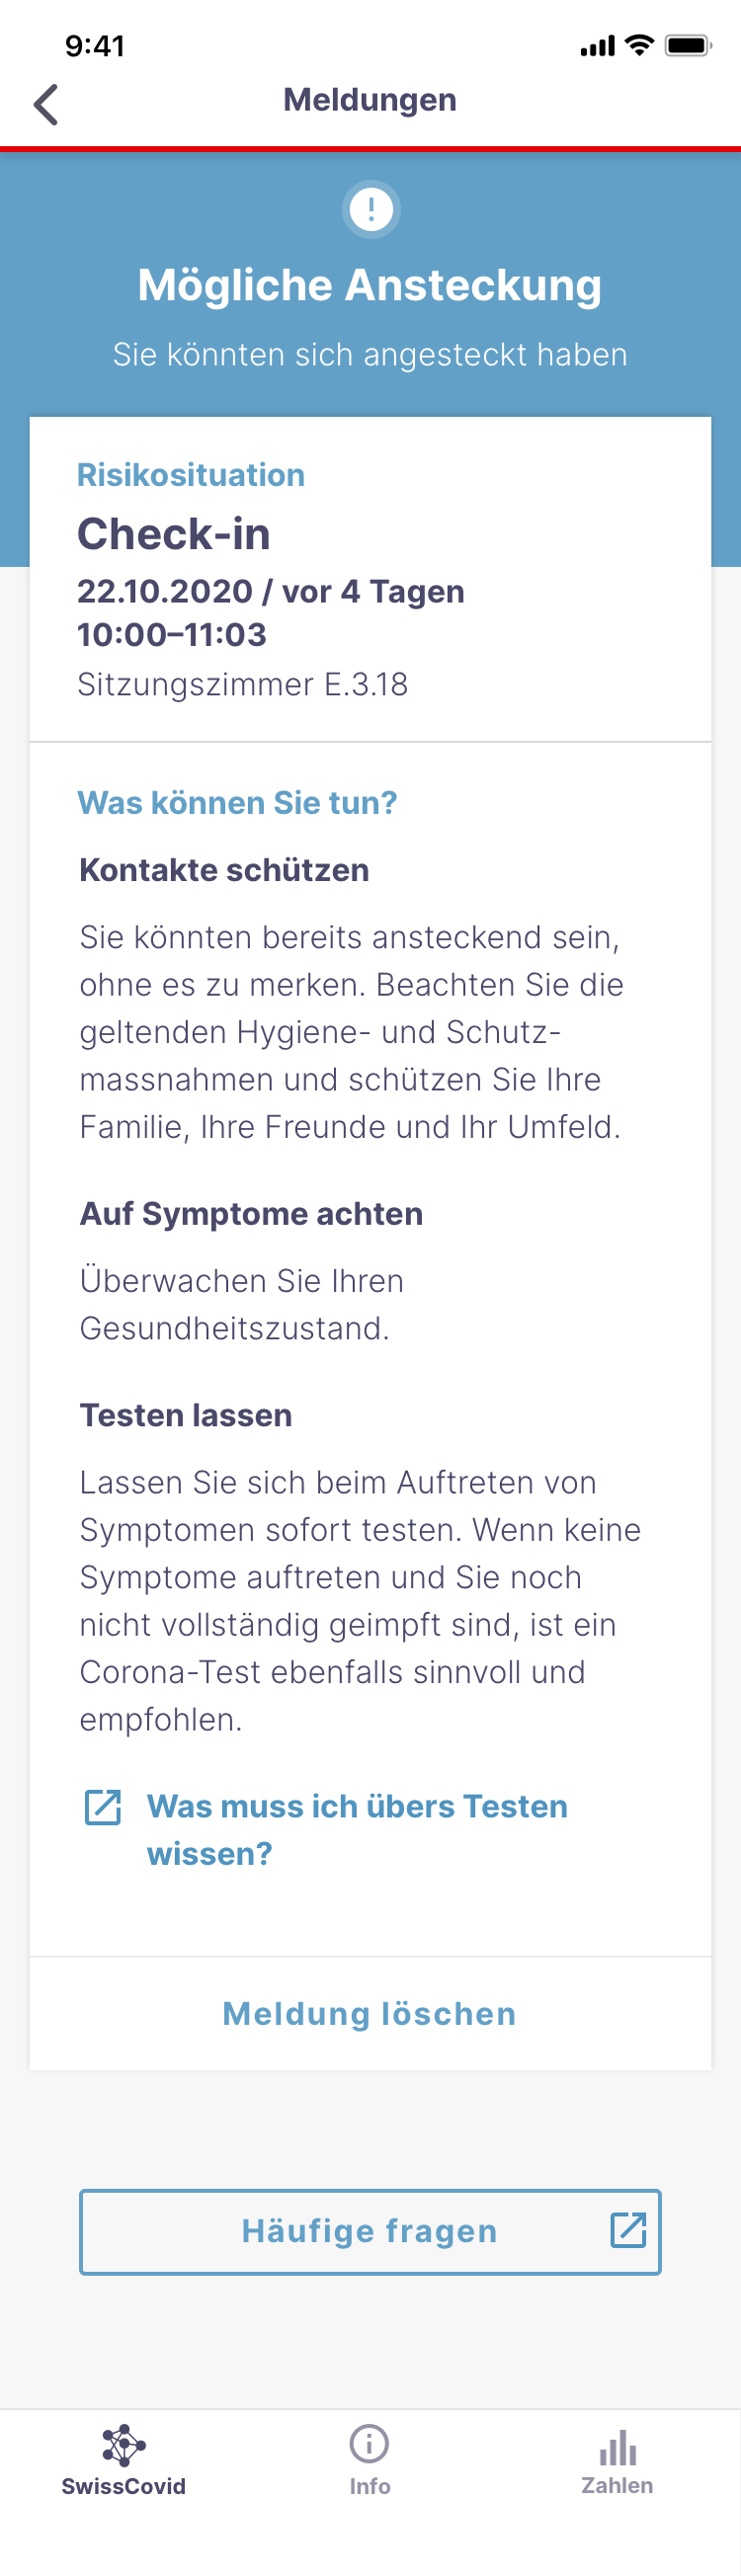 9:41
Meldungen
Mögliche Ansteckung
Sie könnten sich angesteckt haben
Risikosituation
Check-in
22.10.2020 / vor 4 Tagen
10:00–11:03
Sitzungszimmer E.3.18
Was können Sie tun?
Kontakte schützen
Sie könnten bereits ansteckend sein,
ohne es zu merken. Beachten Sie die
geltenden Hygiene- und Schutz-
massnahmen und schützen Sie Ihre
Familie, Ihre Freunde und Ihr Umfeld.
Auf Symptome achten
Überwachen Sie Ihren
Gesundheitszustand.
Testen lassen
Lassen Sie sich beim Auftreten von
Symptomen sofort testen. Wenn keine
Symptome auftreten und Sie noch
nicht vollständig geimpft sind, ist ein
Corona-Test ebenfalls sinnvoll und
empfohlen.
Was muss ich übers Testen
wissen?
Meldung löschen
Häufige fragen
SwissCovid
Info
Zahlen